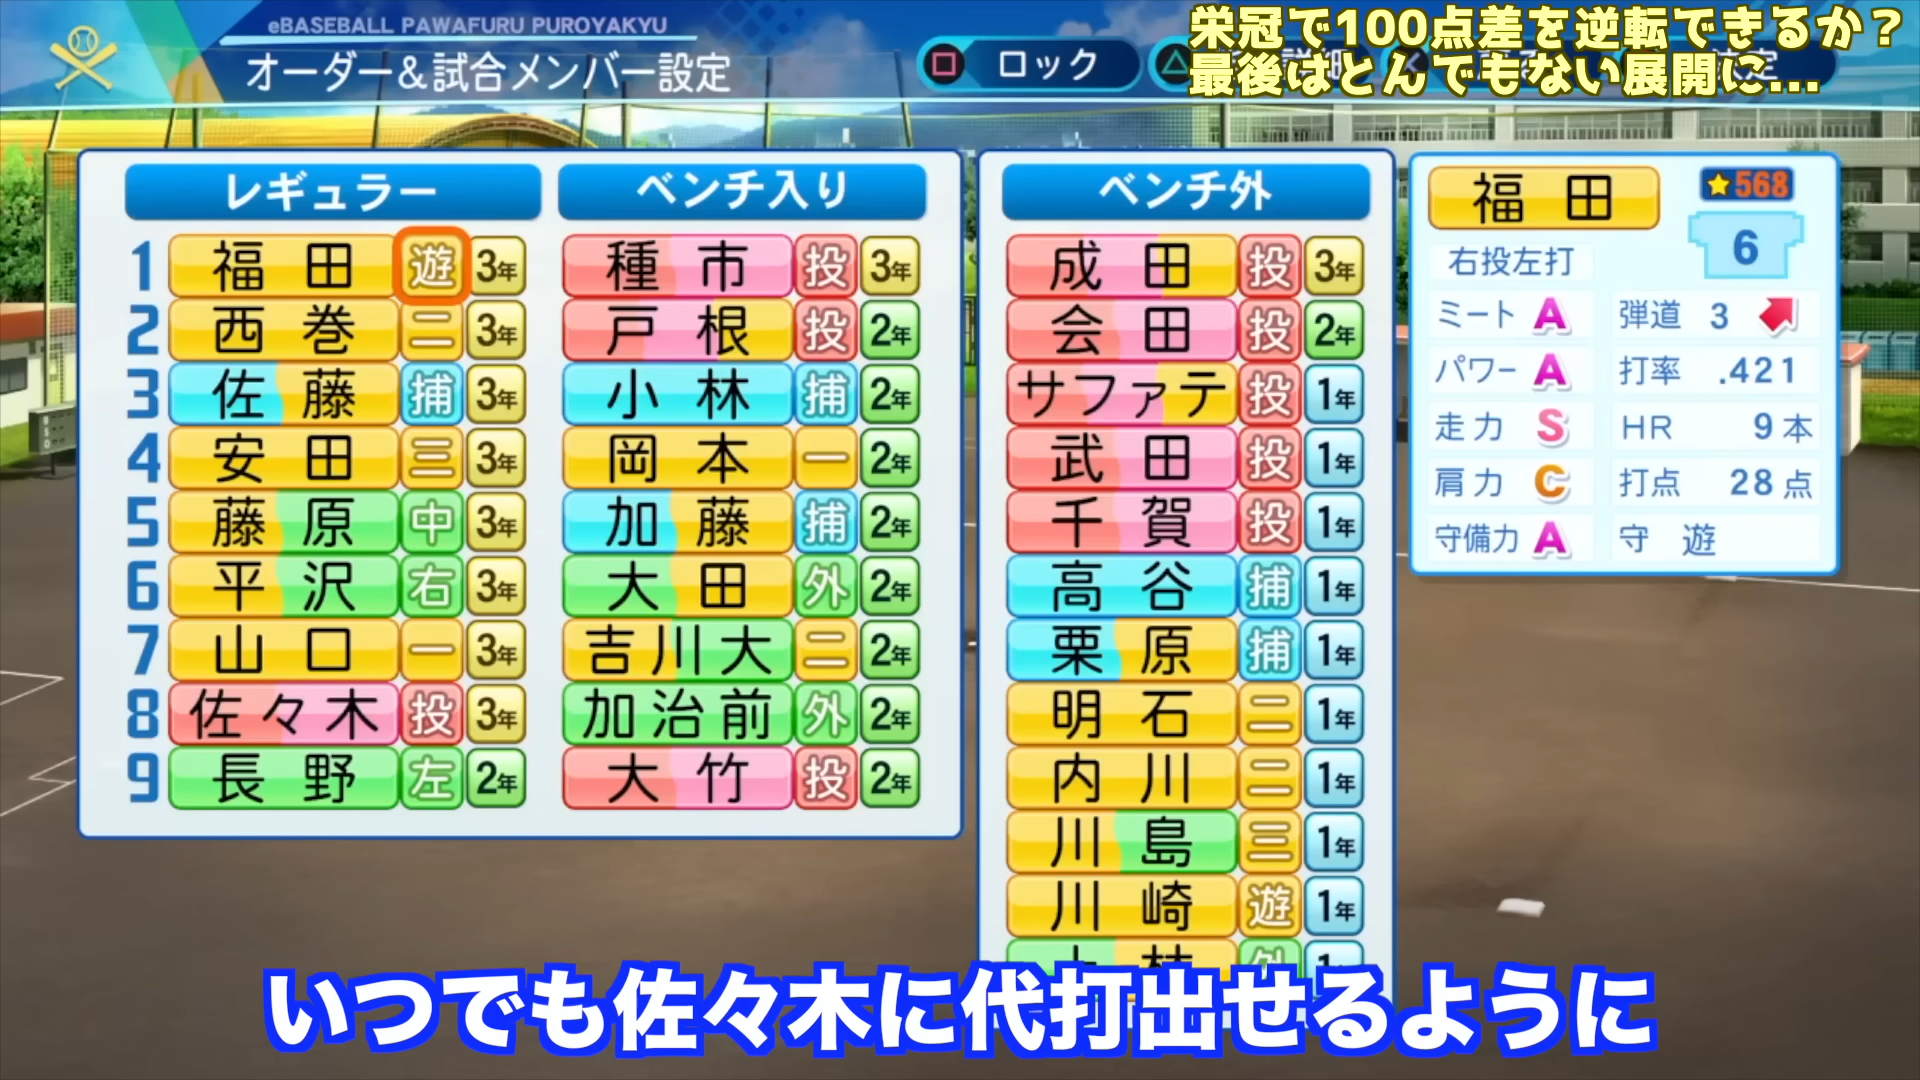 eBASEBALL PAWAFURU PUROYAKYU
オーダー&試合メンバー設定
ロック
栄冠で100点差を逆転できるか?
最後はとんでもない展開に...
レギュラー
1 福田 遊 3年
2 西巻 二 3年
3 佐藤 捕 3年
4 安田 三 3年
5 藤原 中 3年
6 平沢 右 3年
7 山口 一 3年
8 佐々木 投 3年
9 長野 左 2年
ベンチ入り
種市 投 3年
戸根 投 2年
小林 捕 2年
岡本 一 2年
加藤 捕 2年
大田 外 2年
吉川大 二 2年
加治前 外 2年
大竹 投 2年
ベンチ外
成田 投 3年
会田 投 2年
サファテ 投 1年
武田 投 1年
千賀 投 1年
高谷 捕 1年
栗原 捕 1年
明石 二 1年
内川 二 1年
川島 三 1年
川崎 遊 1年
福田
★568
6
右投左打
ミート A
弾道 3
パワー A
打率 .421
走力 S
HR 9本
肩力 C
打点 28点
守備力 A
守 遊
いつでも佐々木に代打出せるように